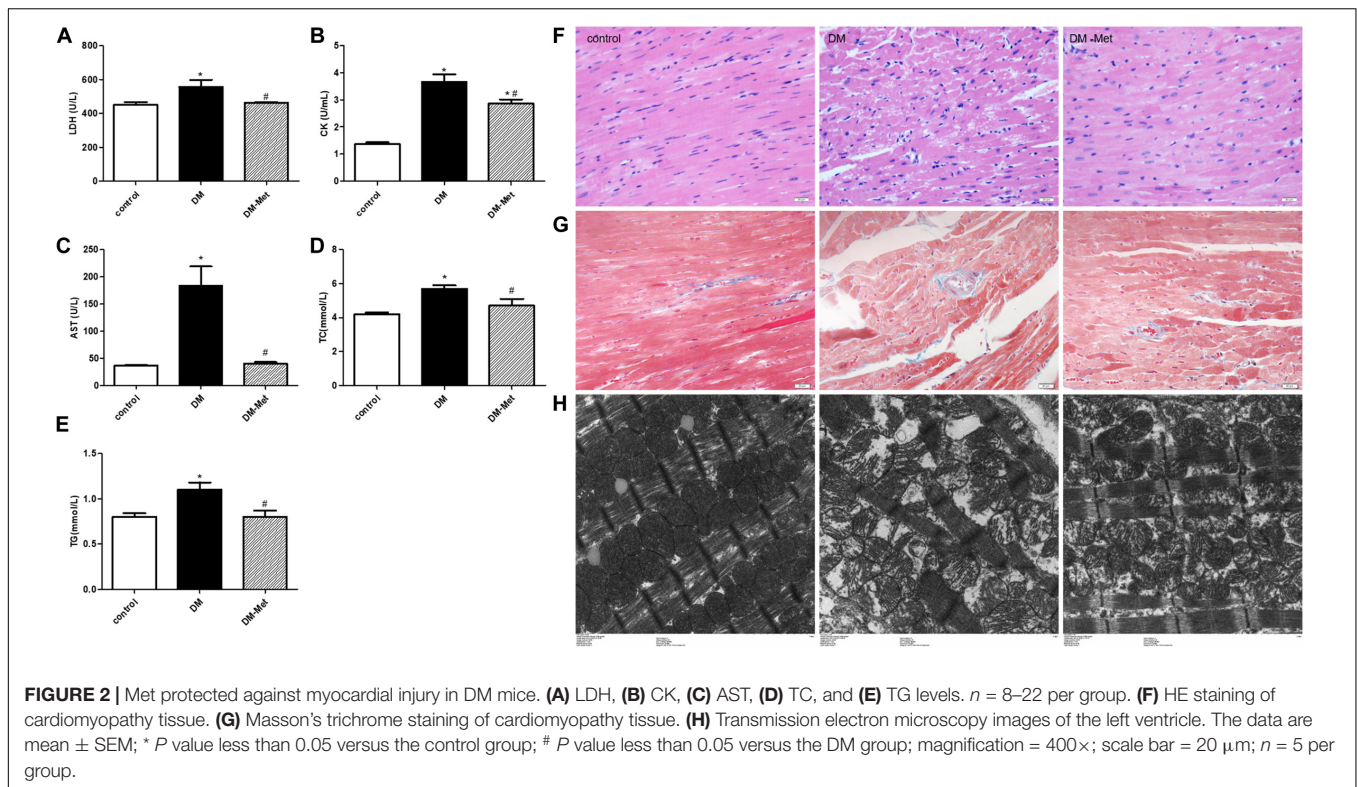 A
LDH (U/L)
800
600
400
200
0
*
#
control
DM
DM-Met
B
CK (U/mL)
5
4
3
2
1
0
*
* #
control
DM
DM-Met
C
AST (U/L)
250
200
150
100
50
0
*
#
control
DM
DM-Met
D
TC(mmol/L)
8
6
4
2
0
*
#
control
DM
DM-Met
E
TG(mmol/L)
1.5
1.0
0.5
0.0
*
#
control
DM
DM-Met
F
control
DM
DM -Met
G
H
FIGURE 2 | Met protected against myocardial injury in DM mice. (A) LDH, (B) CK, (C) AST, (D) TC, and (E) TG levels. n = 8–22 per group. (F) HE staining of
cardiomyopathy tissue. (G) Masson's trichrome staining of cardiomyopathy tissue. (H) Transmission electron microscopy images of the left ventricle. The data are
mean ± SEM; * P value less than 0.05 versus the control group; # P value less than 0.05 versus the DM group; magnification = 400×; scale bar = 20 μm; n = 5 per
group.